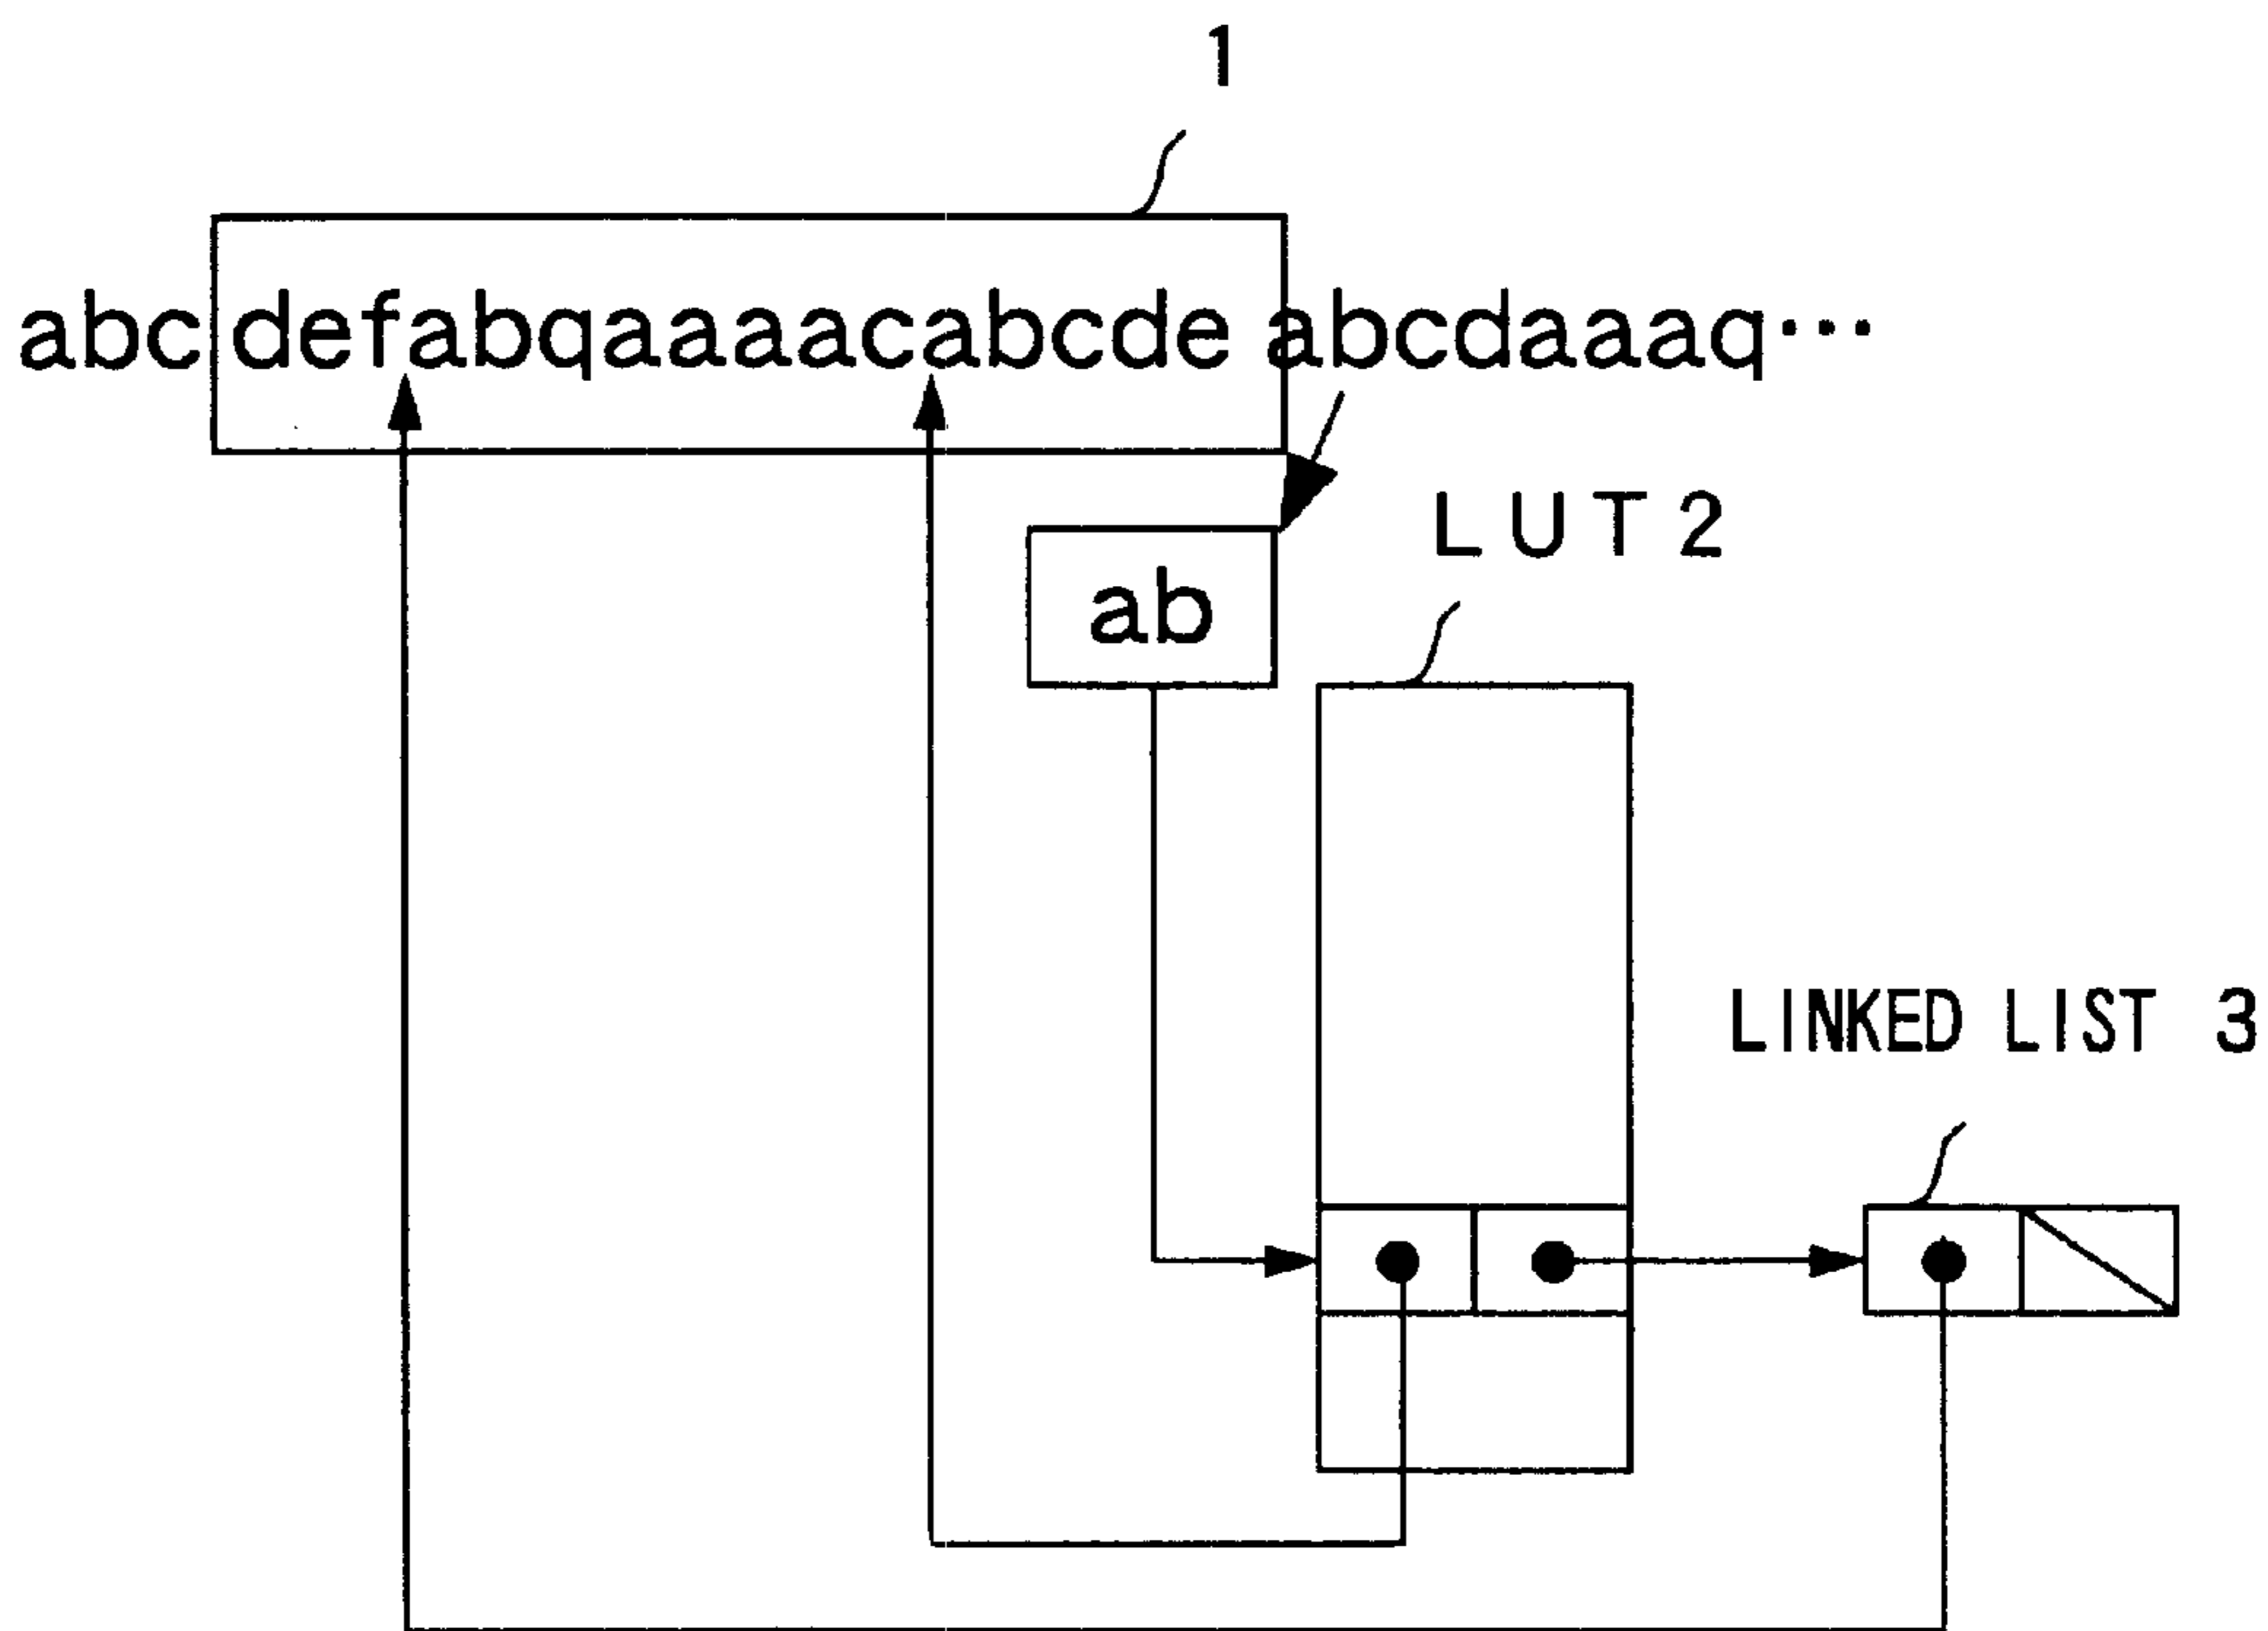 1
abc defabqaaaacabcde abcdaaaq...
LUT2
ab
LINKED LIST 3